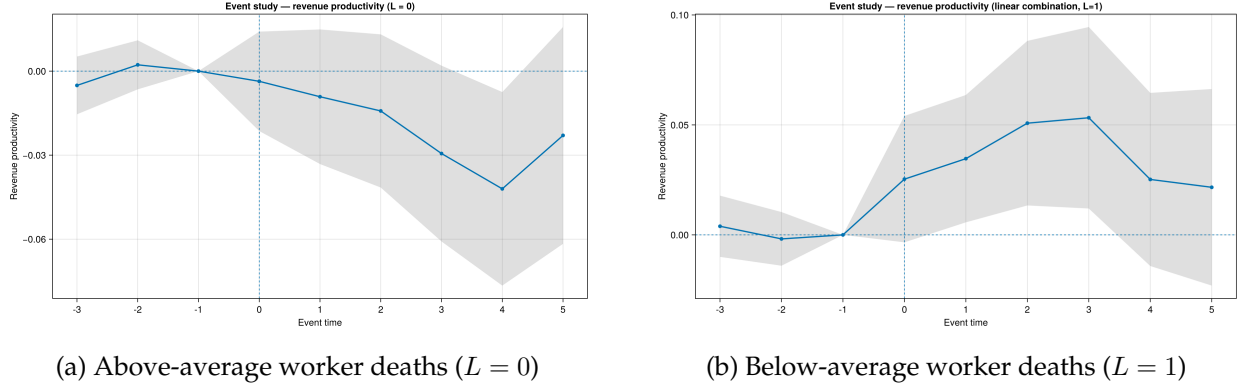 Event study — revenue productivity (L = 0)
0.00
−0.03
−0.06
Revenue productivity
-3 -2 -1 0 1 2 3 4 5
Event time
(a) Above-average worker deaths (L = 0)
Event study — revenue productivity (linear combination, L=1)
0.10
0.05
0.00
Revenue productivity
-3 -2 -1 0 1 2 3 4 5
Event time
(b) Below-average worker deaths (L = 1)